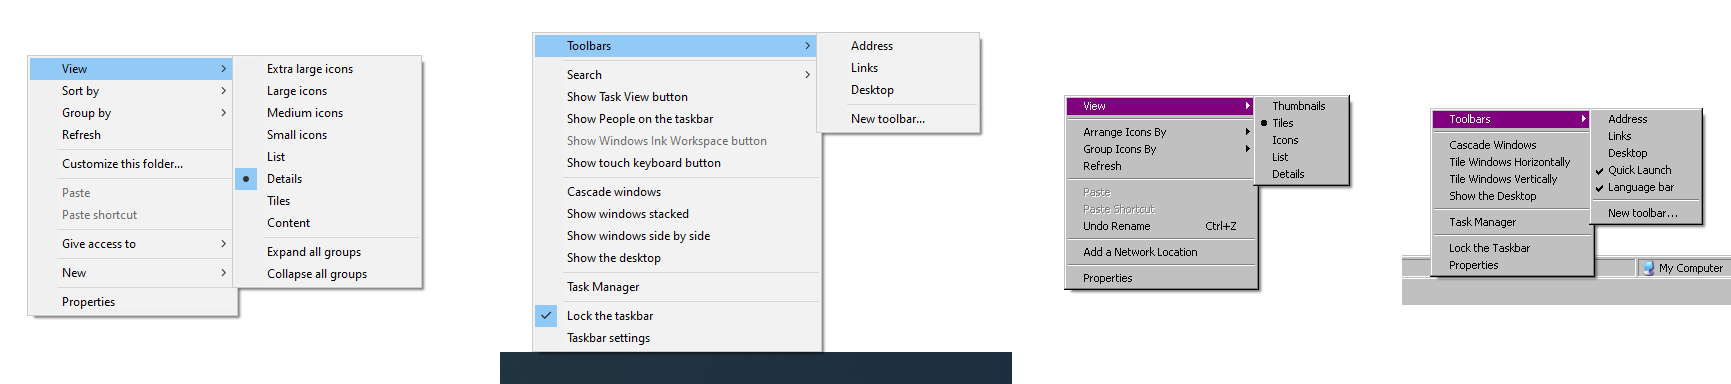 View
Sort by
Group by
Refresh
Customize this folder...
Paste
Paste shortcut
Give access to
New
Properties
Extra large icons
Large icons
Medium icons
Small icons
List
Details
Tiles
Content
Expand all groups
Collapse all groups
Toolbars
Search
Show Task View button
Show People on the taskbar
Show Windows Ink Workspace button
Show touch keyboard button
Cascade windows
Show windows stacked
Show windows side by side
Show the desktop
Task Manager
Lock the taskbar
Taskbar settings
Address
Links
Desktop
New toolbar...
View
Arrange Icons By
Group Icons By
Refresh
Paste
Paste Shortcut
Undo Rename Ctrl+Z
Add a Network Location
Properties
Thumbnails
Tiles
Icons
List
Details
Toolbars
Cascade Windows
Tile Windows Horizontally
Tile Windows Vertically
Show the Desktop
Task Manager
Lock the Taskbar
Properties
Address
Links
Desktop
Quick Launch
Language bar
New toolbar...
My Computer